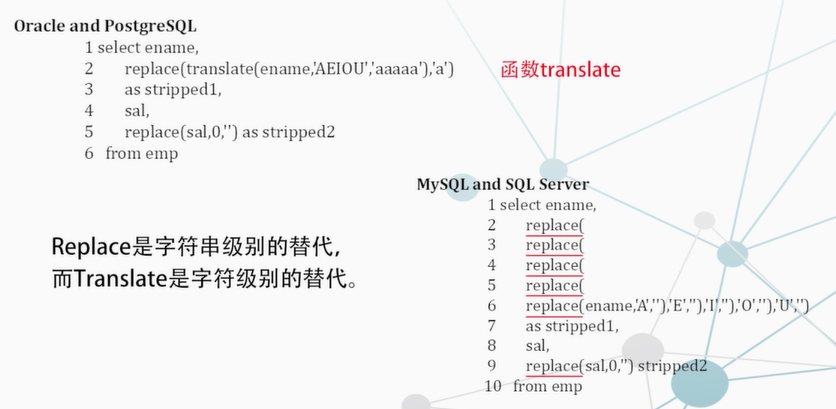 Oracle and PostgreSQL
1 select ename,
2 replace(translate(ename,'AEIOU','aaaaa'),'a')
3 as stripped1,
4 sal,
5 replace(sal,0,'') as stripped2
6 from emp
函数translate
MySQL and SQL Server
1 select ename,
2 replace(
3 replace(
4 replace(
5 replace(
6 replace(ename,'A',''),'E',''),'I',''),'O',''),'U','')
7 as stripped1,
8 sal,
9 replace(sal,0,'') stripped2
10 from emp
Replace是字符串级别的替代，
而Translate是字符级别的替代。